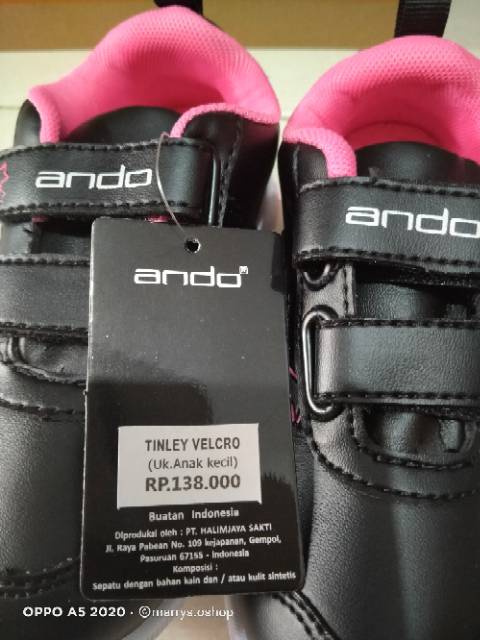 ando
ando
ando
TINLEY VELCRO
(Uk.Anak kecil)
RP.138.000
Buatan Indonesia
Diproduksi oleh : PT. HALIMJAYA SAKTI
Jl. Raya Pabean No. 109 kejapanan, Gempol,
Pasuruan 67155 - Indonesia
Komposisi :
Sepatu dengan bahan kain dan / atau kulit sintetis
OPPO A5 2020 · ©marrys.oshop